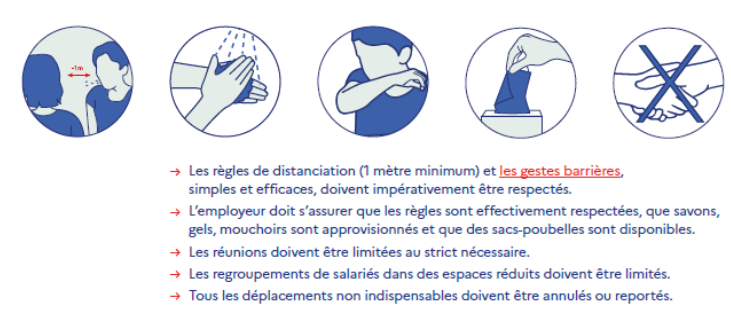 -1m
→ Les règles de distanciation (1 mètre minimum) et les gestes barrières,
simples et efficaces, doivent impérativement être respectés.
→ L’employeur doit s’assurer que les règles sont effectivement respectées, que savons,
gels, mouchoirs sont approvisionnés et que des sacs-poubelles sont disponibles.
→ Les réunions doivent être limitées au strict nécessaire.
→ Les regroupements de salariés dans des espaces réduits doivent être limités.
→ Tous les déplacements non indispensables doivent être annulés ou reportés.